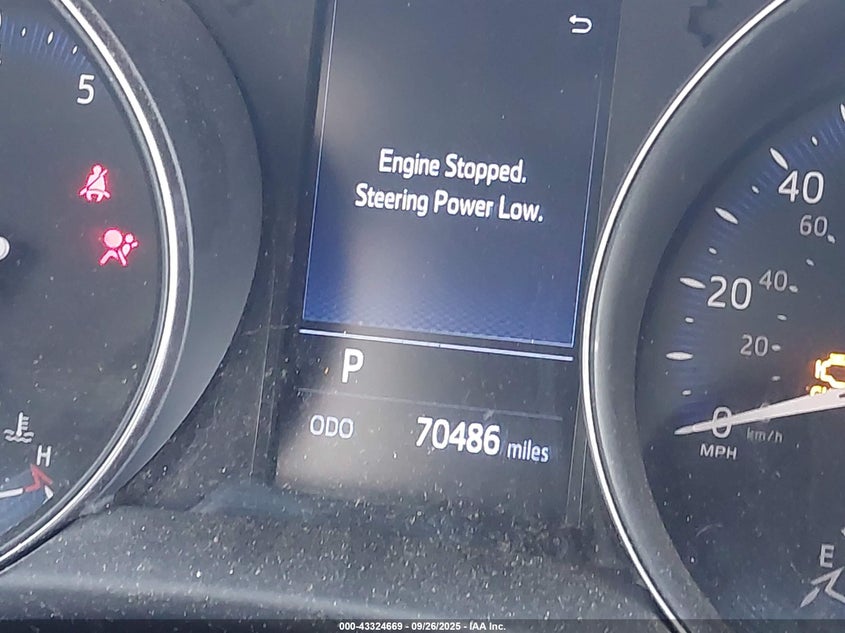 5
Engine Stopped.
Steering Power Low.
40
60
20
40
20
P
0
km/h
MPH
ODO 70486 miles
H
E
000-43324669 - 09/26/2025 - IAA Inc.